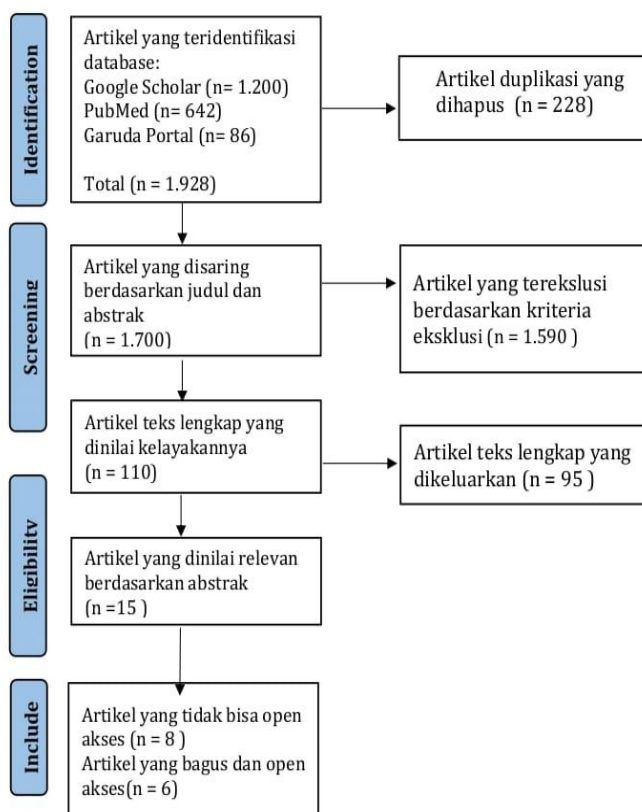 Identification
Artikel yang teridentifikasi
database:
Google Scholar (n= 1.200)
PubMed (n= 642)
Garuda Portal (n= 86)
Total (n = 1.928)
Artikel duplikasi yang
dihapus (n = 228)
Screening
Artikel yang disaring
berdasarkan judul dan
abstrak
(n = 1.700)
Artikel yang terekslusi
berdasarkan kriteria
eksklusi (n = 1.590 )
Artikel teks lengkap yang
dinilai kelayakannya
(n = 110)
Artikel teks lengkap yang
dikeluarkan (n = 95 )
Eligibility
Artikel yang dinilai relevan
berdasarkan abstrak
(n =15 )
Include
Artikel yang tidak bisa open
akses (n = 8 )
Artikel yang bagus dan open
akses(n = 6)